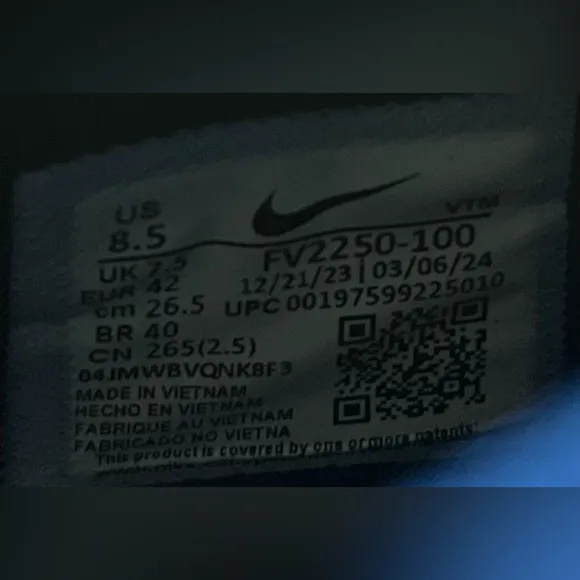 US
8.5
VTM
FV2250-100
UK 7.5
12/21/23 | 03/06/24
EUR 42
UPC 00197599225010
cm 26.5
BR 40
CN 265(2.5)
04JMWBVQNK8F3
MADE IN VIETNAM
HECHO EN VIETNAM
FABRIQUE AU VIETNAM
FABRICADO NO VIETNA
This product is covered by one or more patents: